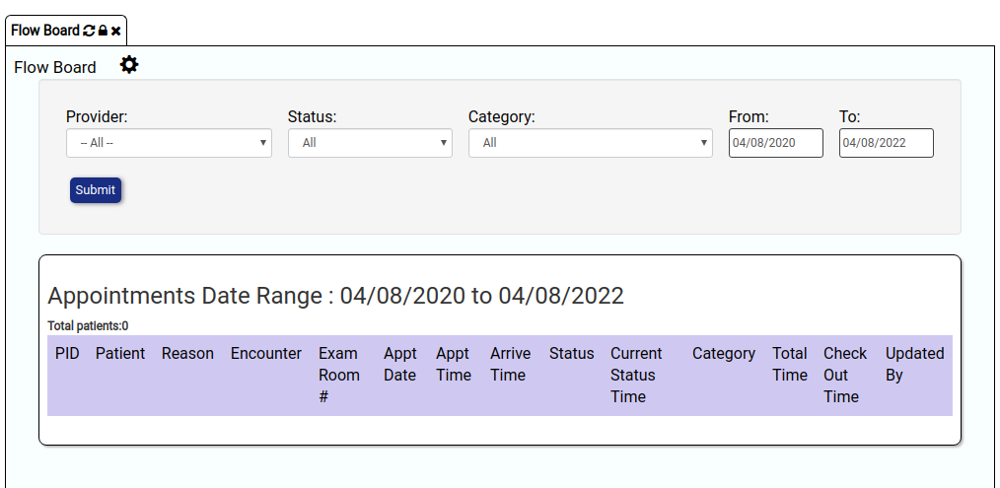 Flow Board
Flow Board
Provider: Status: Category: From: To:
-- All -- All All 04/08/2020 04/08/2022
Submit
Appointments Date Range : 04/08/2020 to 04/08/2022
Total patients:0
PID Patient Reason Encounter Exam Appt Appt Arrive Status Current Category Total Check Updated
Room Date Time Time Status Time Out By
# Time Time